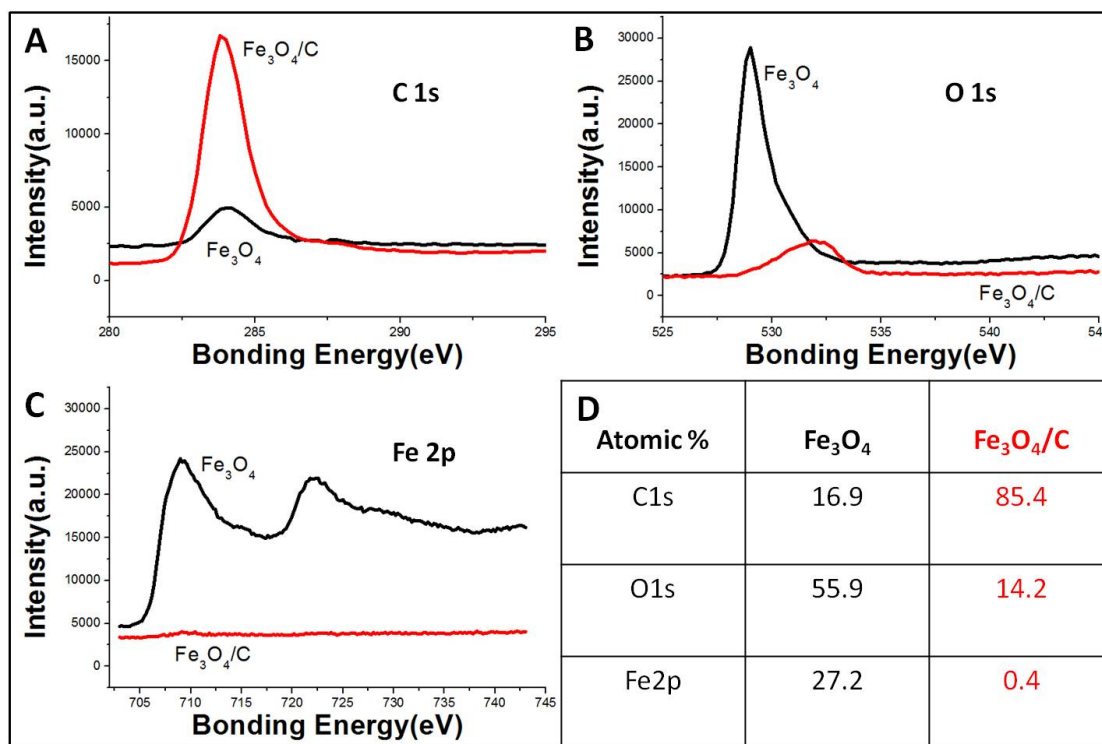 A
Fe3O4/C
C 1s
Fe3O4
Intensity(a.u.)
15000
10000
5000
0
280
285
290
295
Bonding Energy(eV)
B
Fe3O4
O 1s
Fe3O4/C
Intensity(a.u.)
30000
25000
20000
15000
10000
5000
0
525
530
535
540
54
Bonding Energy(eV)
C
Fe 2p
Fe3O4
Fe3O4/C
Intensity(a.u.)
30000
25000
20000
15000
10000
5000
0
705
710
715
720
725
730
735
740
745
Bonding Energy(eV)
D
Atomic % Fe3O4 Fe3O4/C
C1s 16.9 85.4
O1s 55.9 14.2
Fe2p 27.2 0.4